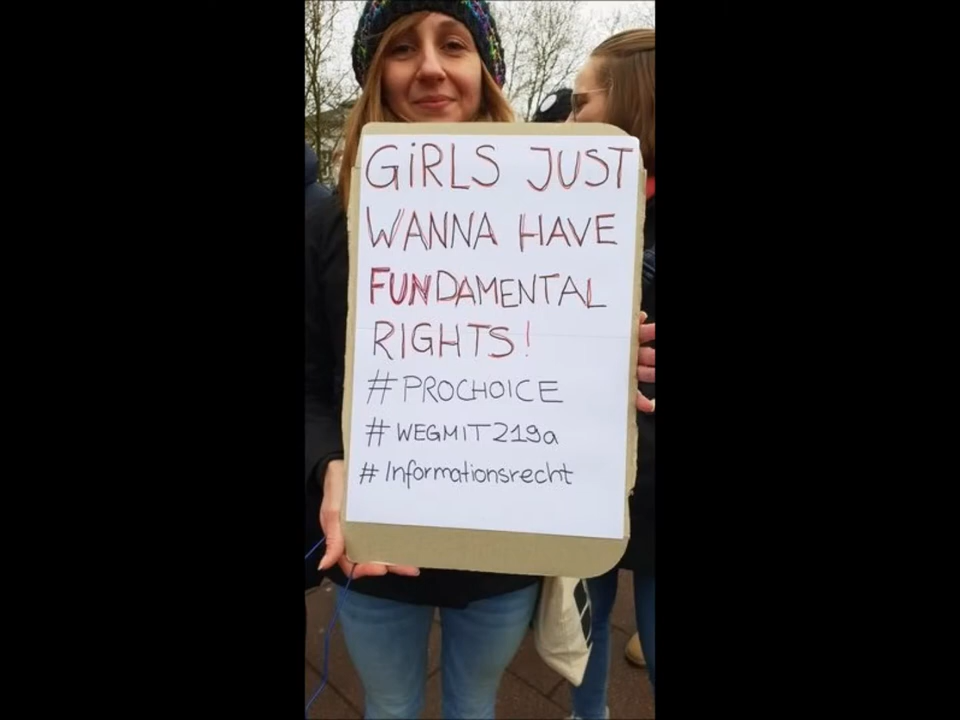 GiRLS JUST
WANNA HAVE
FUNDAMENTAL
RIGHTS!
#PROCHOICE
#WEGMIT219a
#Informationsrecht